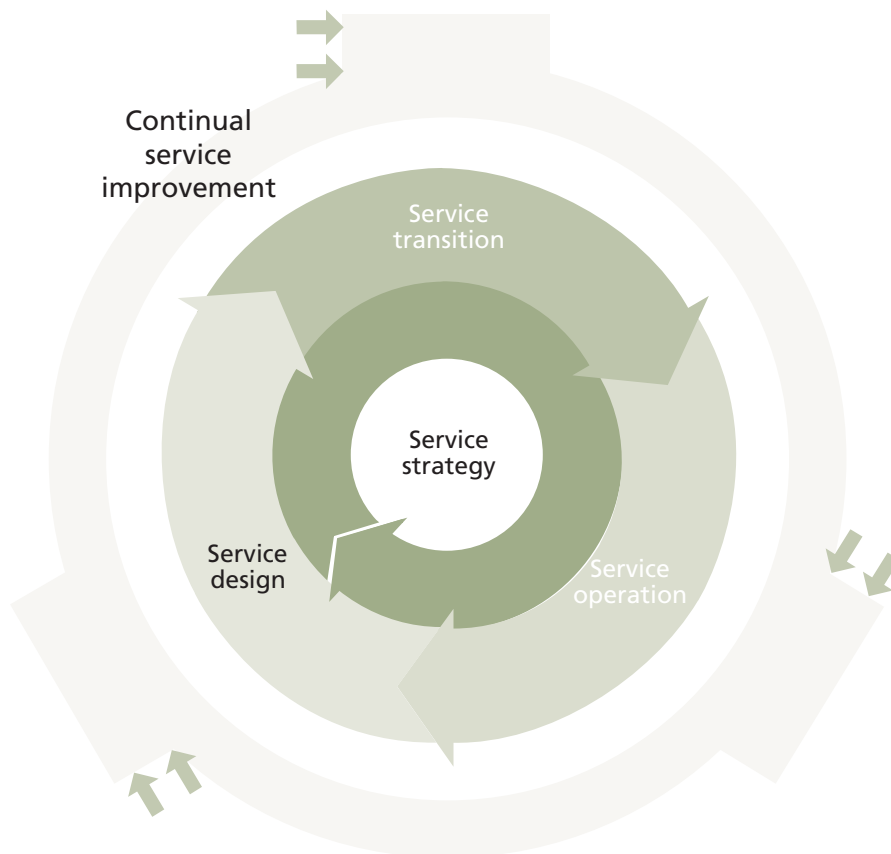 Continual
service
improvement
Service
transition
Service
strategy
Service
design
Service
operation